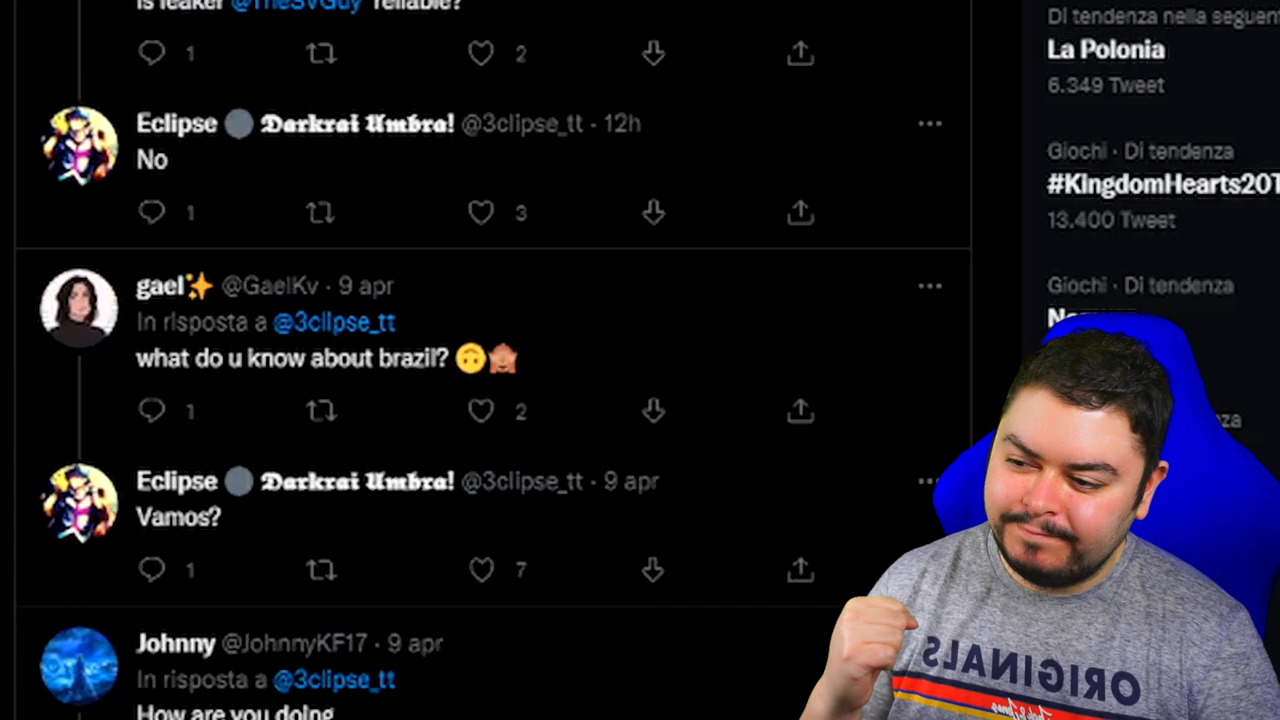 is leaker @TheSVGuy reliable?
1
2
Eclipse 𝕯𝖆𝖗𝖐𝖗𝖆𝖎 𝖀𝖒𝖇𝖗𝖆! @3clipse_tt · 12h
No
1
3
gael✨ @GaelKv · 9 apr
In risposta a @3clipse_tt
what do u know about brazil? 🙃🙈
1
2
Eclipse 𝕯𝖆𝖗𝖐𝖗𝖆𝖎 𝖀𝖒𝖇𝖗𝖆! @3clipse_tt · 9 apr
Vamos?
1
7
Johnny @JohnnyKF17 · 9 apr
In risposta a @3clipse_tt
How are you doing
Di tendenza nella seguent
La Polonia
6.349 Tweet
Giochi · Di tendenza
#KingdomHearts20T
13.400 Tweet
Giochi · Di tendenza
za
ORIGINALS